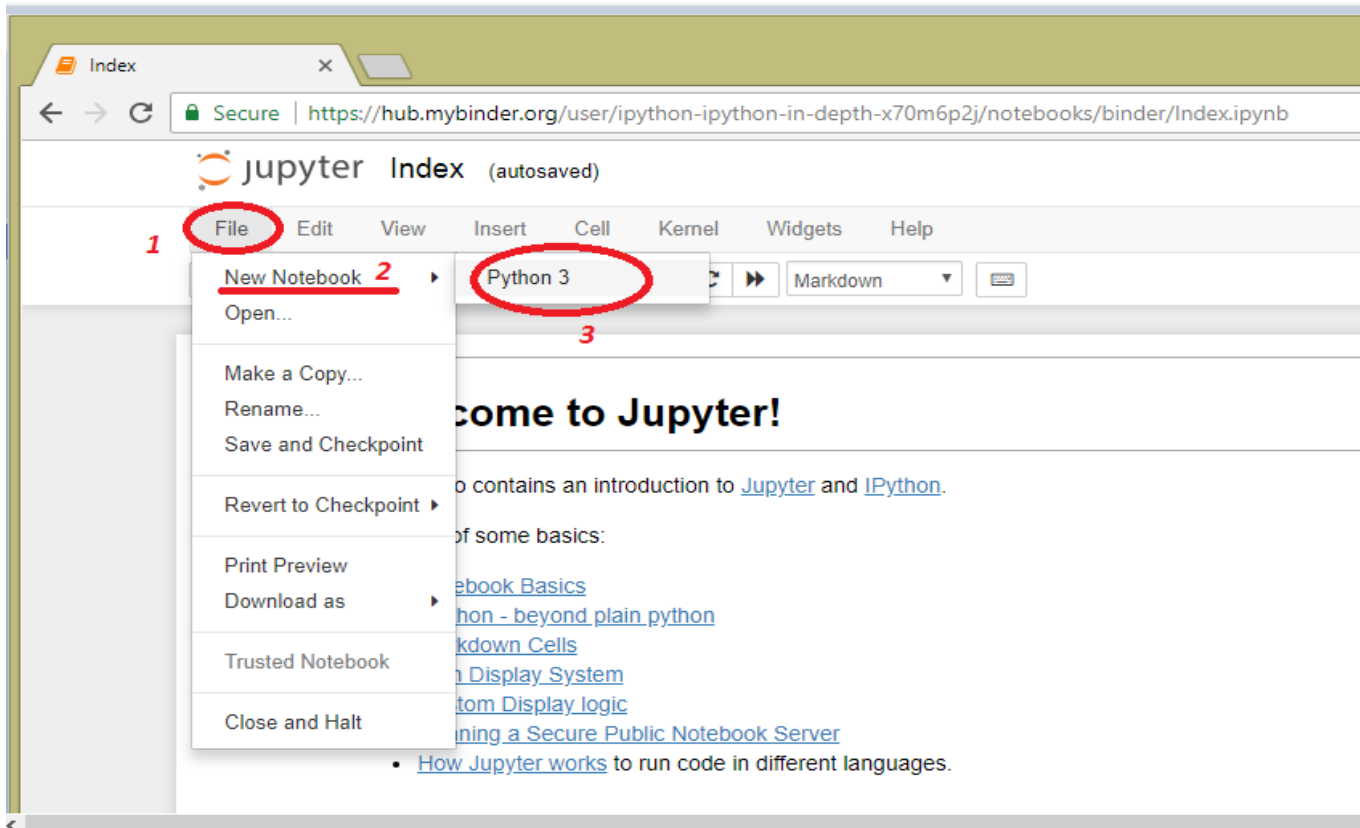 Index
Secure | https://hub.mybinder.org/user/ipython-ipython-in-depth-x70m6p2j/notebooks/binder/Index.ipynb
jupyter Index (autosaved)
1 File Edit View Insert Cell Kernel Widgets Help
New Notebook 2 Python 3 Markdown
Open...
3
Make a Copy...
Rename...
come to Jupyter!
Save and Checkpoint
o contains an introduction to Jupyter and IPython.
Revert to Checkpoint
of some basics:
Print Preview
ebook Basics
Download as
hon - beyond plain python
kdown Cells
Trusted Notebook
Display System
tom Display logic
Close and Halt
ning a Secure Public Notebook Server
How Jupyter works to run code in different languages.